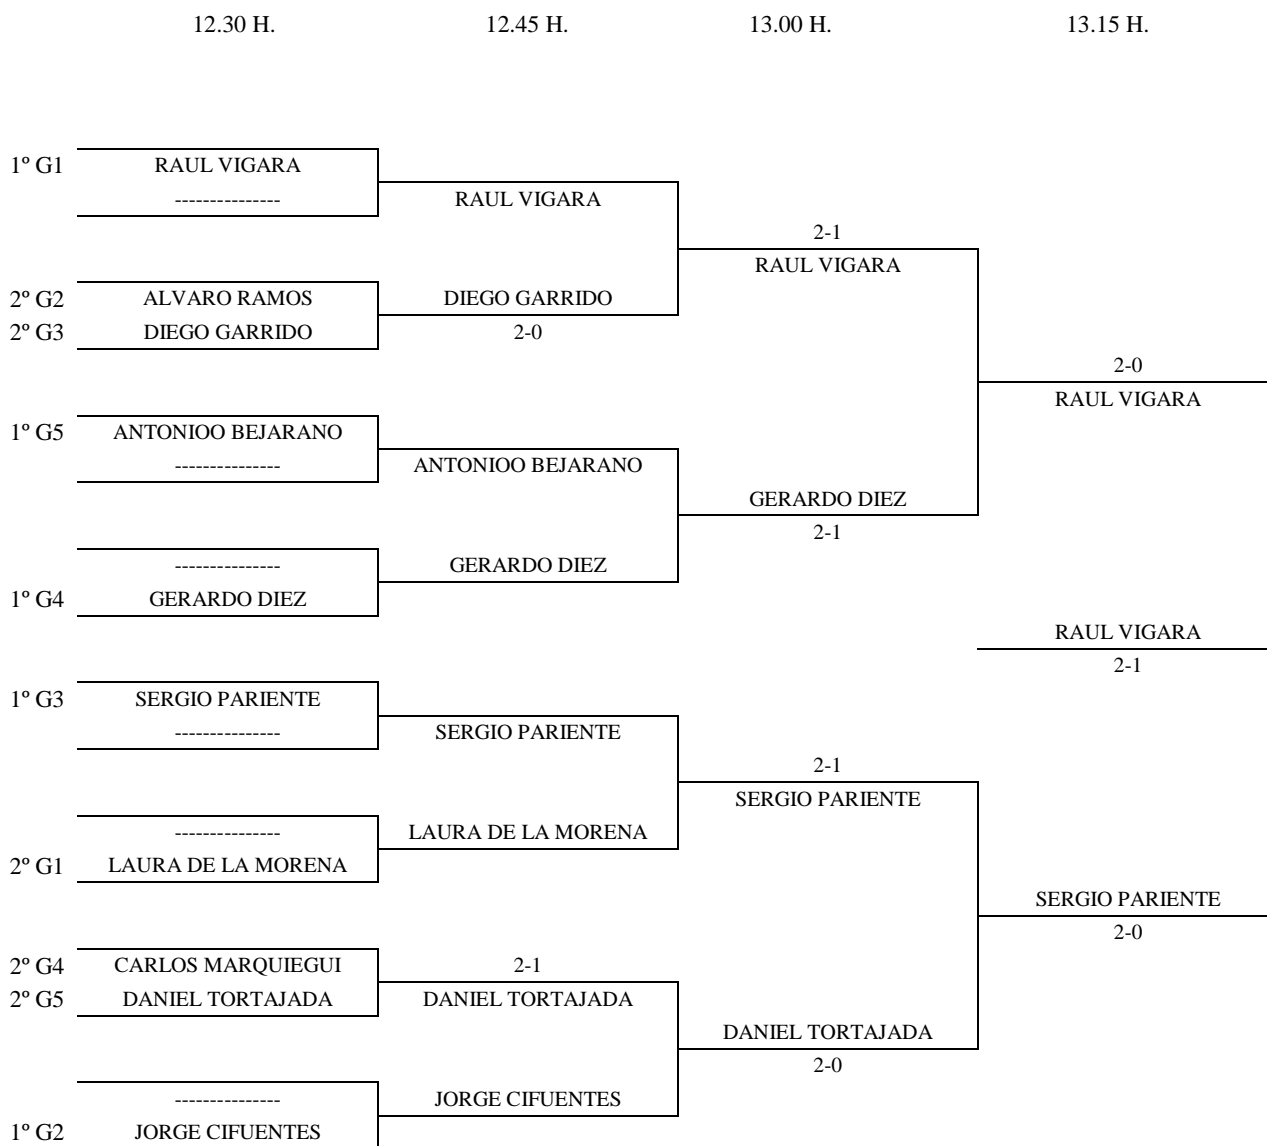 12.30 H. 12.45 H. 13.00 H. 13.15 H.
1º G1 RAUL VIGARA
--------------- RAUL VIGARA
2-1
RAUL VIGARA
2º G2 ALVARO RAMOS DIEGO GARRIDO
2º G3 DIEGO GARRIDO 2-0
2-0
RAUL VIGARA
1º G5 ANTONIOO BEJARANO
--------------- ANTONIOO BEJARANO
GERARDO DIEZ
2-1
--------------- GERARDO DIEZ
1º G4 GERARDO DIEZ
RAUL VIGARA
2-1
1º G3 SERGIO PARIENTE
--------------- SERGIO PARIENTE
2-1
SERGIO PARIENTE
--------------- LAURA DE LA MORENA
2º G1 LAURA DE LA MORENA
SERGIO PARIENTE
2-0
2º G4 CARLOS MARQUIEGUI 2-1
2º G5 DANIEL TORTAJADA DANIEL TORTAJADA
DANIEL TORTAJADA
2-0
--------------- JORGE CIFUENTES
1º G2 JORGE CIFUENTES